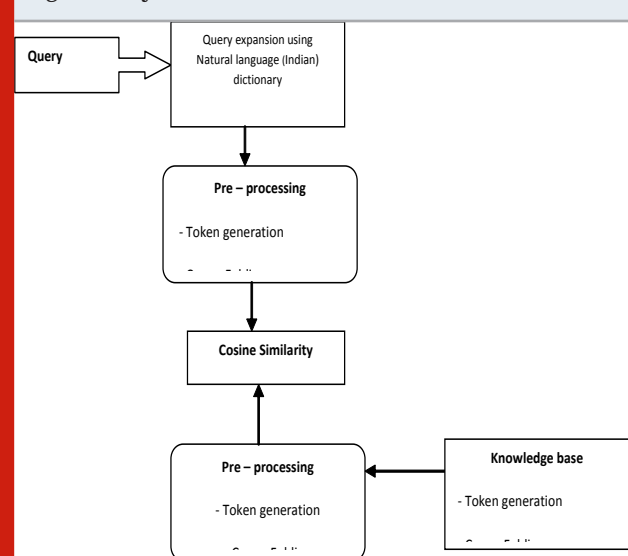 Query
Query expansion using
Natural language (Indian)
dictionary
Pre – processing
- Token generation
Cosine Similarity
Pre – processing
- Token generation
Knowledge base
- Token generation